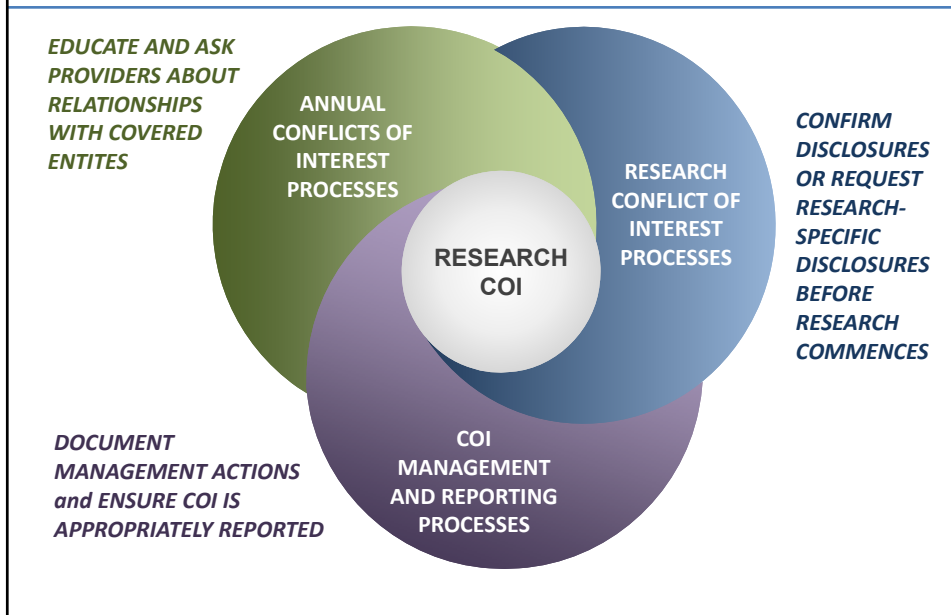 EDUCATE AND ASK
PROVIDERS ABOUT
RELATIONSHIPS
WITH COVERED
ENTITES
ANNUAL
CONFLICTS OF
INTEREST
PROCESSES
RESEARCH
CONFLICT OF
INTEREST
PROCESSES
CONFIRM
DISCLOSURES
OR REQUEST
RESEARCH-
SPECIFIC
DISCLOSURES
BEFORE
RESEARCH
COMMENCES
RESEARCH
COI
DOCUMENT
MANAGEMENT ACTIONS
and ENSURE COI IS
APPROPRIATELY REPORTED
COI
MANAGEMENT
AND REPORTING
PROCESSES